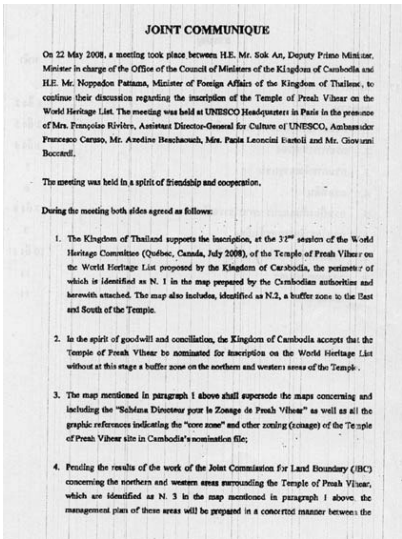 JOINT COMMUNIQUE
On 22 May 2008, a meeting took place between H.E. Mr. Sok An, Deputy Prime Minister,
Minister in charge of the Office of the Council of Ministers of the Kingdom of Cambodia and
H.E. Mr. Noppadon Pattama, Minister of Foreign Affairs of the Kingdom of Thailand, to
continue their discussion regarding the inscription of the Temple of Preah Vihear on the
World Heritage List. The meeting was held at UNESCO Headquarters in Paris in the presence
of Mrs. Françoise Rivière, Assistant Director-General for Culture of UNESCO, Ambassador
Francesco Caruso, Mr. Azedine Beschaouch, Mrs. Paola Leoncini Bartoli and Mr. Giovanni
Boccardi.
The meeting was held in a spirit of friendship and cooperation.
During the meeting both sides agreed as follows:
1. The Kingdom of Thailand supports the inscription, at the 32nd session of the World
Heritage Committee (Québec, Canada, July 2008), of the Temple of Preah Vihear on
the World Heritage List proposed by the Kingdom of Cambodia, the perimeter of
which is identified as N. 1 in the map prepared by the Cambodian authorities and
herewith attached. The map also includes, identified as N.2, a buffer zone to the East
and South of the Temple.
2. In the spirit of goodwill and conciliation, the Kingdom of Cambodia accepts that the
Temple of Preah Vihear be nominated for inscription on the World Heritage List
without at this stage a buffer zone on the northern and western areas of the Temple.
3. The map mentioned in paragraph 1 above shall supersede the maps concerning and
including the "Schéma Directeur pour le Zonage de Preah Vihear" as well as all the
graphic references indicating the "core zone" and other zoning (zonage) of the Temple
of Preah Vihear site in Cambodia's nomination file;
4. Pending the results of the work of the Joint Commission for Land Boundary (JBC)
concerning the northern and western areas surrounding the Temple of Preah Vihear,
which are identified as N. 3 in the map mentioned in paragraph 1 above, the
management plan of these areas will be prepared in a concerted manner between the